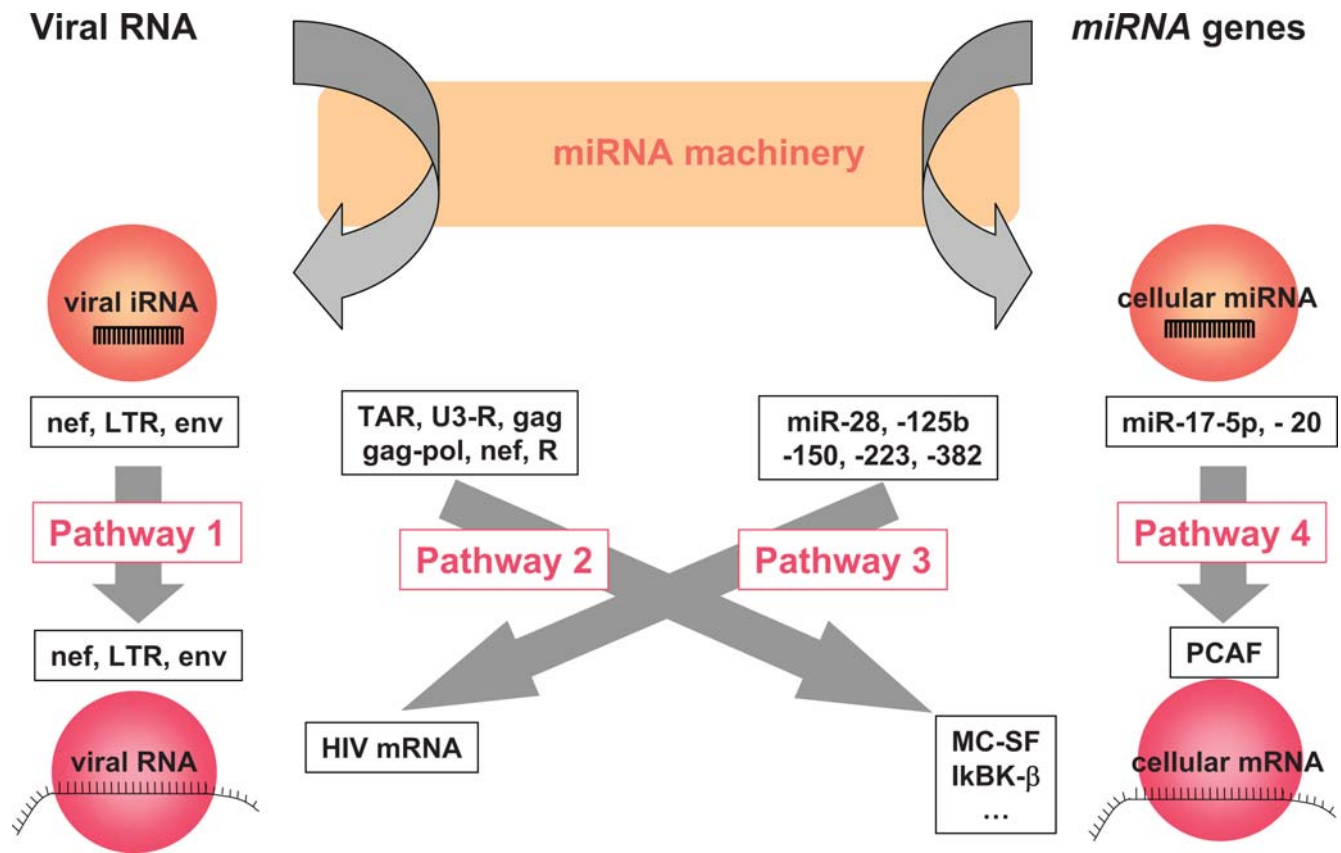 Viral RNA
miRNA genes
miRNA machinery
viral iRNA
cellular miRNA
nef, LTR, env
TAR, U3-R, gag
gag-pol, nef, R
miR-28, -125b
-150, -223, -382
miR-17-5p, - 20
Pathway 1
Pathway 2
Pathway 3
Pathway 4
nef, LTR, env
PCAF
HIV mRNA
MC-SF
IkBK-β
...
viral RNA
cellular mRNA